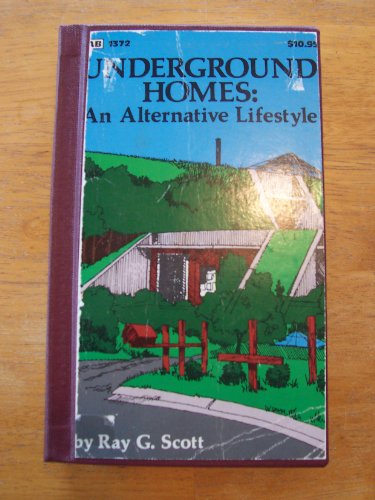 AB 1372 $10.95
UNDERGROUND
HOMES:
An Alternative Lifestyle
by Ray G. Scott